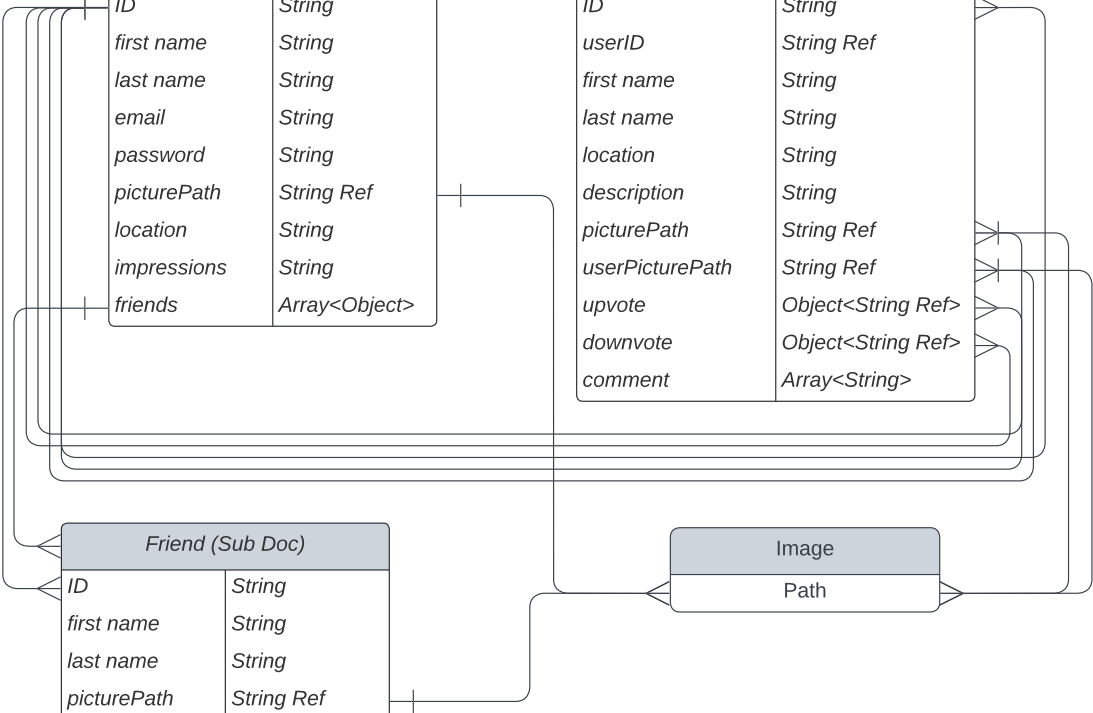 ID String
first name String
last name String
email String
password String
picturePath String Ref
location String
impressions String
friends Array<Object>
ID String
userID String Ref
first name String
last name String
location String
description String
picturePath String Ref
userPicturePath String Ref
upvote Object<String Ref>
downvote Object<String Ref>
comment Array<String>
Friend (Sub Doc)
ID String
first name String
last name String
picturePath String Ref
Image
Path